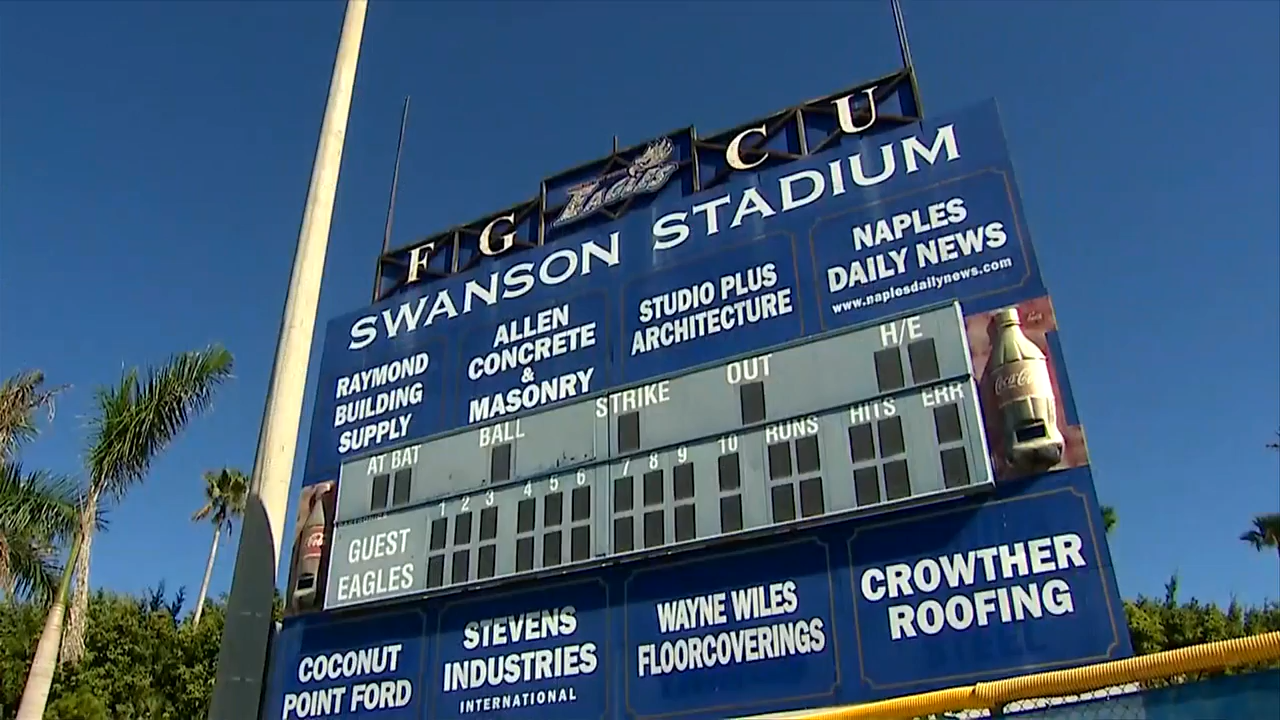 F G Eagles C U
SWANSON STADIUM
RAYMOND
BUILDING
SUPPLY
ALLEN
CONCRETE
&
MASONRY
STUDIO PLUS
ARCHITECTURE
NAPLES
DAILY NEWS
www.naplesdailynews.com
AT BAT BALL STRIKE OUT H/E
1 2 3 4 5 6 7 8 9 10 RUNS HITS ERR
GUEST
EAGLES
Coca-Cola
COCONUT
POINT FORD
STEVENS
INDUSTRIES
INTERNATIONAL
WAYNE WILES
FLOORCOVERINGS
CROWTHER
ROOFING